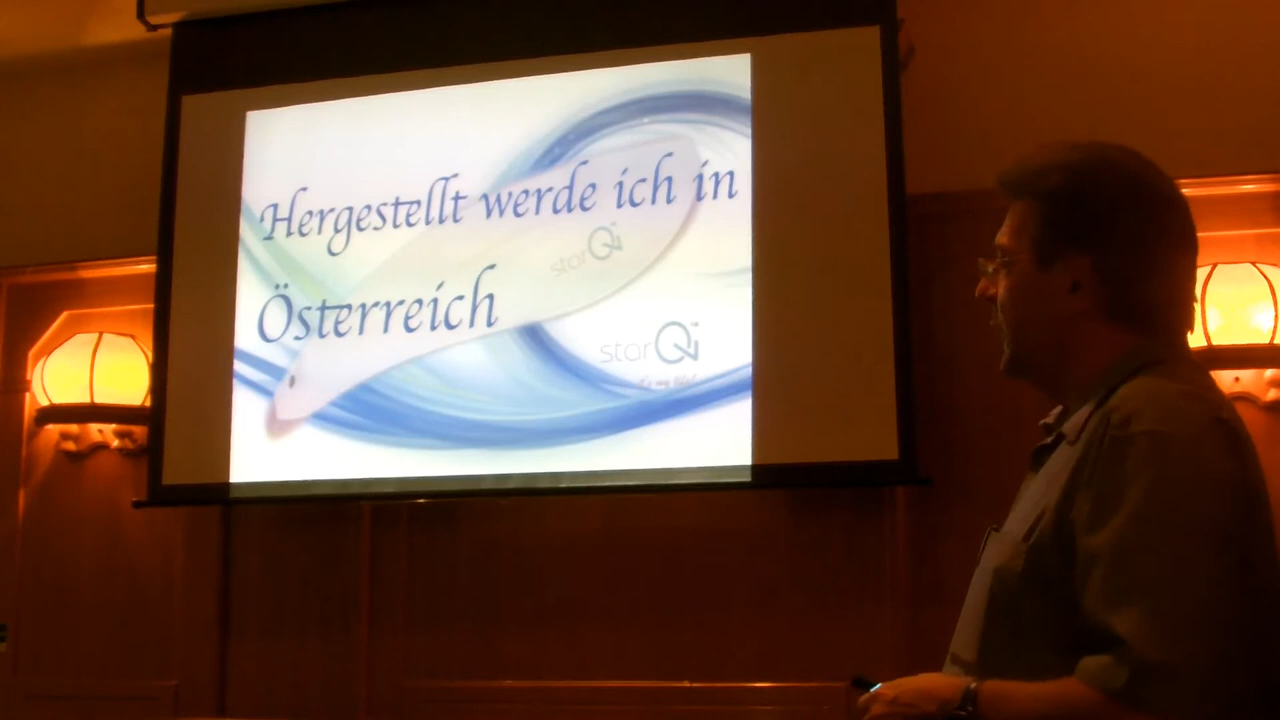 Hergestellt werde ich in
Österreich
starQi
starQi